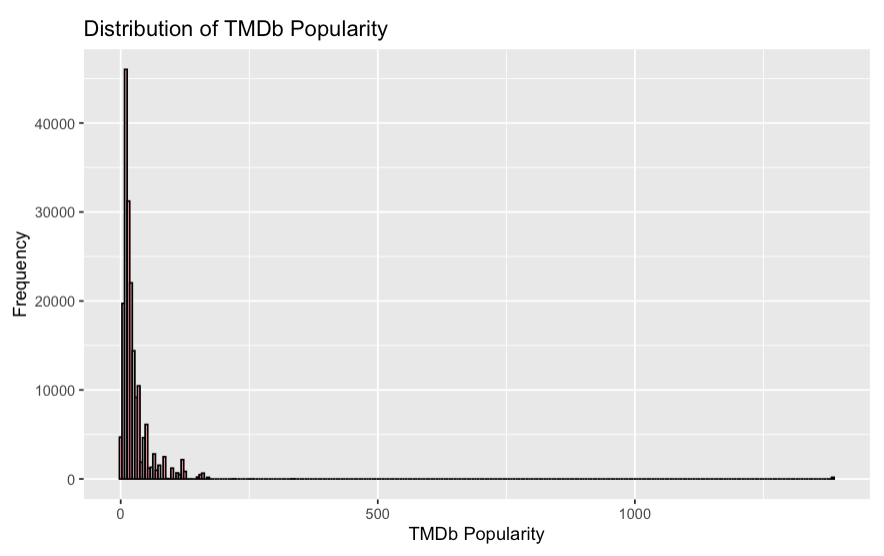 Distribution of TMDb Popularity
Frequency
40000
30000
20000
10000
0
0 500 1000
TMDb Popularity